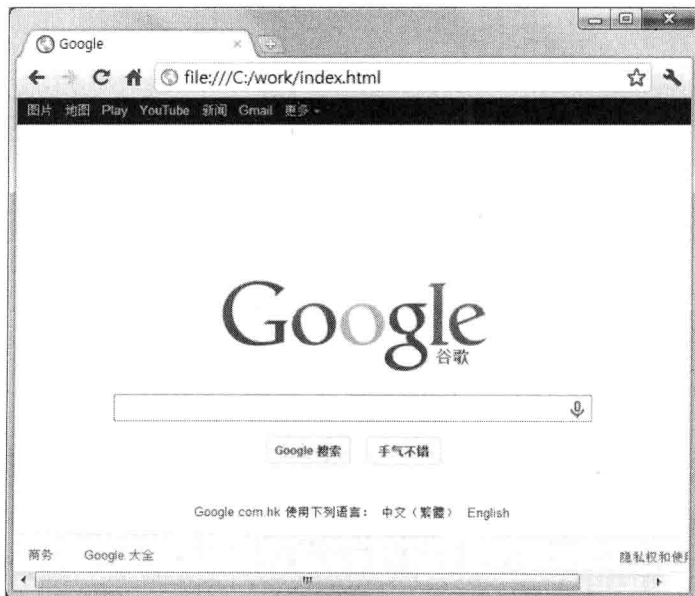 Google
file:///C:/work/index.html
图片 地图 Play YouTube 新闻 Gmail 更多
Google
谷歌
Google 搜索 手气不错
Google.com.hk 使用下列语言： 中文（繁體） English
商务 Google 大全 隐私权和使用